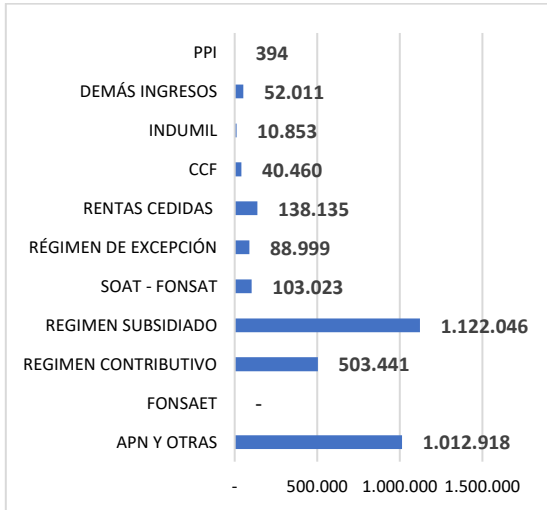 PPI 394
DEMÁS INGRESOS 52.011
INDUMIL 10.853
CCF 40.460
RENTAS CEDIDAS 138.135
RÉGIMEN DE EXCEPCIÓN 88.999
SOAT - FONSAT 103.023
REGIMEN SUBSIDIADO 1.122.046
REGIMEN CONTRIBUTIVO 503.441
FONSAET -
APN Y OTRAS 1.012.918
- 500.000 1.000.000 1.500.000